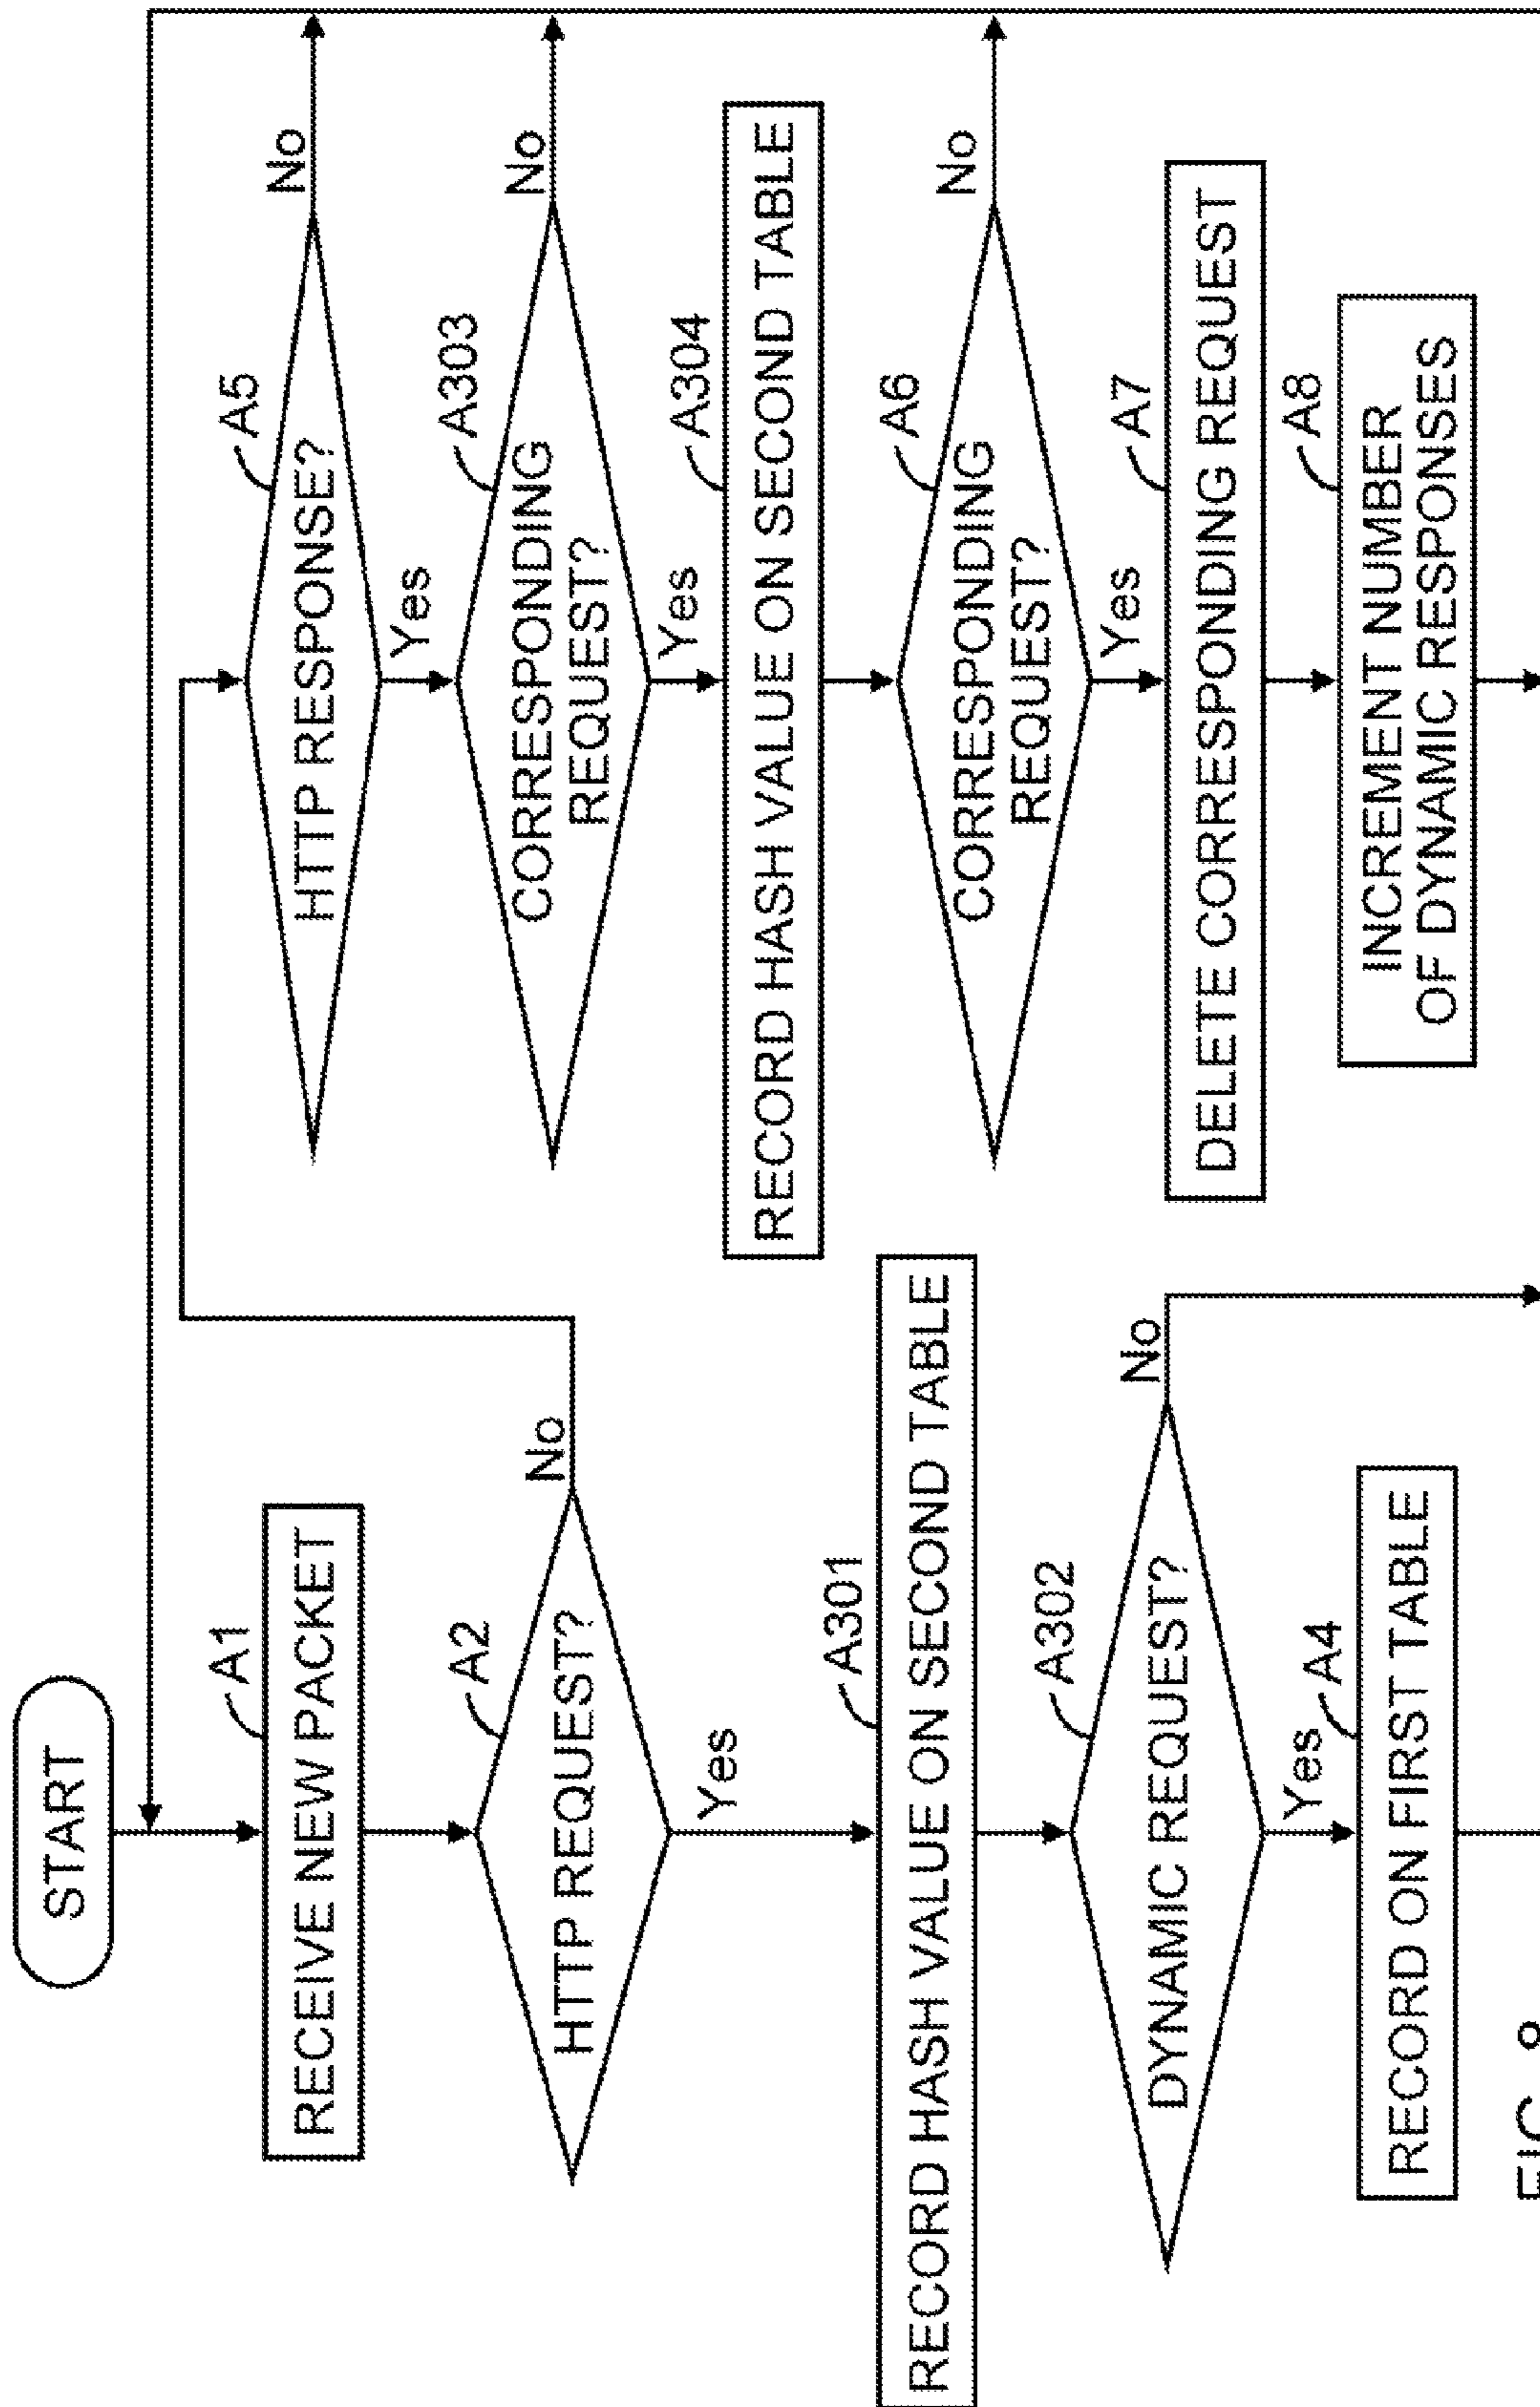 START
A1
RECEIVE NEW PACKET
A2
HTTP REQUEST?
No
Yes
A301
RECORD HASH VALUE ON SECOND TABLE
A302
DYNAMIC REQUEST?
No
Yes
A4
RECORD ON FIRST TABLE
A5
HTTP RESPONSE?
No
Yes
A303
CORRESPONDING
REQUEST?
No
Yes
A304
RECORD HASH VALUE ON SECOND TABLE
A6
CORRESPONDING
REQUEST?
No
Yes
A7
DELETE CORRESPONDING REQUEST
A8
INCREMENT NUMBER
OF DYNAMIC RESPONSES